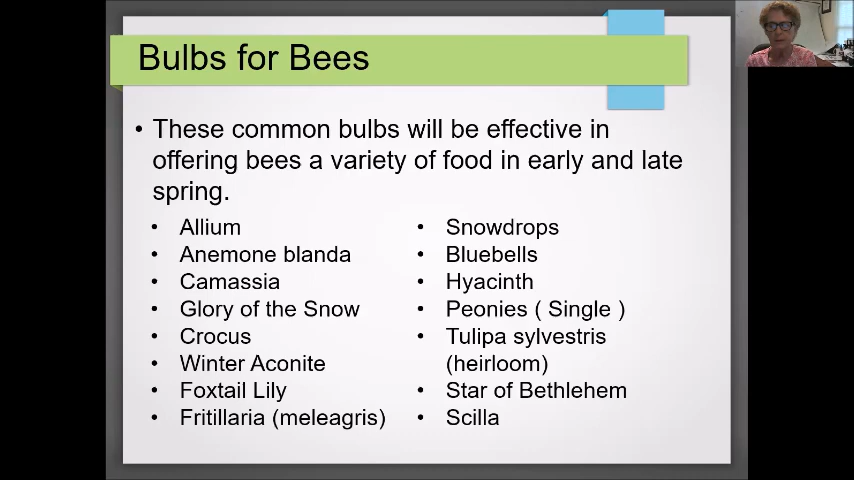 Bulbs for Bees
• These common bulbs will be effective in
offering bees a variety of food in early and late
spring.
• Allium
• Anemone blanda
• Camassia
• Glory of the Snow
• Crocus
• Winter Aconite
• Foxtail Lily
• Fritillaria (meleagris)
• Snowdrops
• Bluebells
• Hyacinth
• Peonies ( Single )
• Tulipa sylvestris
(heirloom)
• Star of Bethlehem
• Scilla